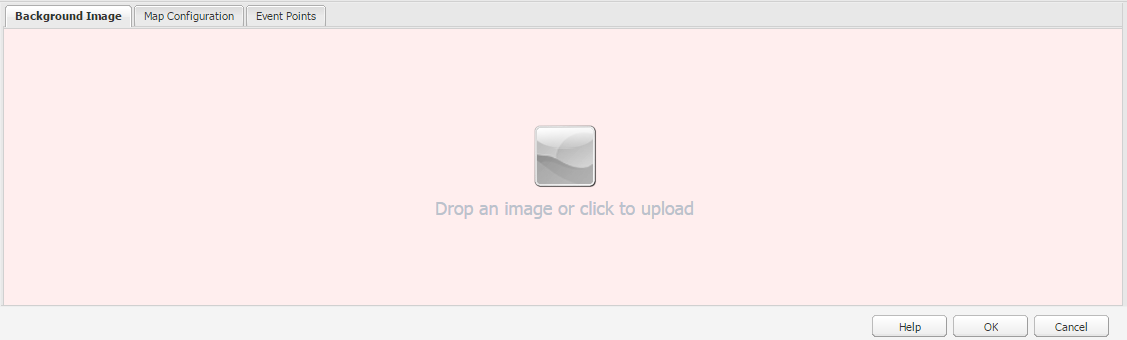 Background Image
Map Configuration
Event Points
Drop an image or click to upload
Help
OK
Cancel